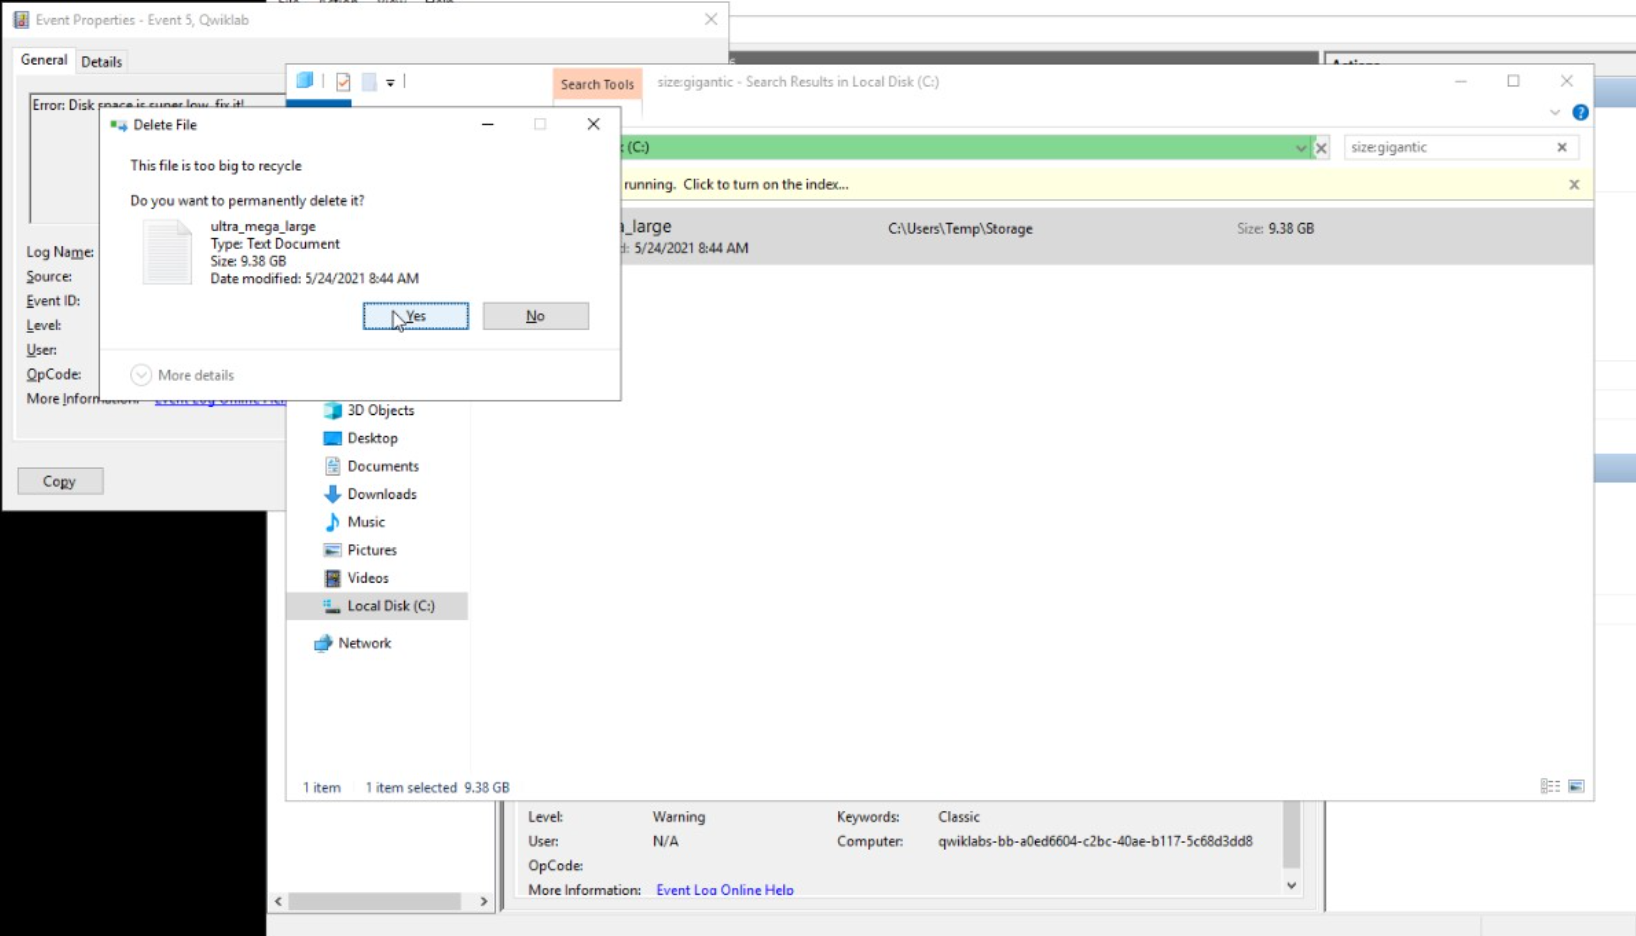 Event Properties - Event 5, Qwiklab
General
Details
Error: Disk space is super low, fix it!
Log Name:
Source:
Event ID:
Level:
User:
OpCode:
More Information:
Event Log Online Help
Copy
Search Tools
size:gigantic - Search Results in Local Disk (C:)
(C:)
size:gigantic
running. Click to turn on the index...
a_large
5/24/2021 8:44 AM
C:\Users\Temp\Storage
Size: 9.38 GB
Delete File
This file is too big to recycle
Do you want to permanently delete it?
ultra_mega_large
Type: Text Document
Size: 9.38 GB
Date modified: 5/24/2021 8:44 AM
Yes
No
More details
3D Objects
Desktop
Documents
Downloads
Music
Pictures
Videos
Local Disk (C:)
Network
1 item
1 item selected 9.38 GB
Level: Warning Keywords: Classic
User: N/A Computer: qwiklabs-bb-a0ed6604-c2bc-40ae-b117-5c68d3dd8
OpCode:
More Information: Event Log Online Help